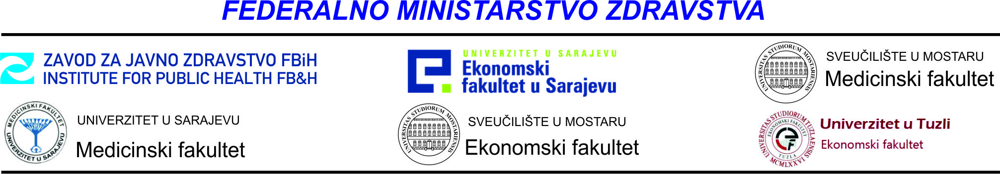 FEDERALNO MINISTARSTVO ZDRAVSTVA
ZAVOD ZA JAVNO ZDRAVSTVO FBiH
INSTITUTE FOR PUBLIC HEALTH FB&H
UNIVERZITET U SARAJEVU
Ekonomski
fakultet u Sarajevu
UNIVERSITAS STUDIORUM MOSTARIENSIS
SVEUČILIŠTE U MOSTARU
Medicinski fakultet
MEDICINSKI FAKULTET
UNIVERZITET U SARAJEVU
UNIVERZITET U SARAJEVU
Medicinski fakultet
UNIVERSITAS STUDIORUM MOSTARIENSIS
SVEUČILIŠTE U MOSTARU
Ekonomski fakultet
UNIVERSITAS STUDIORUM TUZLAENSIS
MCMLXXVI
EKONOMSKI FAKULTET
TUZLA
Univerzitet u Tuzli
Ekonomski fakultet